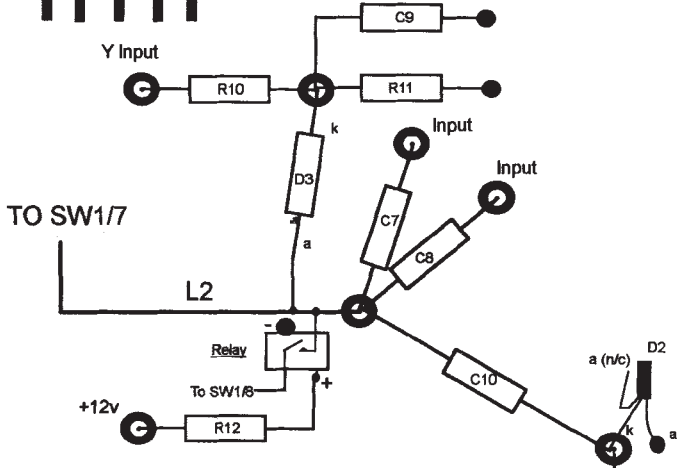 C9
Y Input
R10
R11
k
Input
D3
Input
C7
TO SW1/7
a
C8
L2
-
Relay
D2
a (n/c)
+
C10
To SW1/8
+12v
R12
k
a